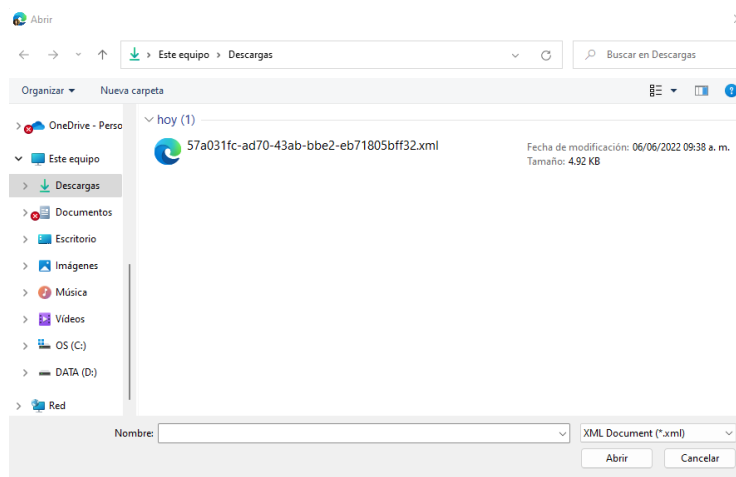 Abrir
Este equipo > Descargas
Buscar en Descargas
Organizar
Nueva carpeta
OneDrive - Perso
Este equipo
Descargas
Documentos
Escritorio
Imágenes
Música
Vídeos
OS (C:)
DATA (D:)
Red
hoy (1)
57a031fc-ad70-43ab-bbe2-eb71805bff32.xml
Fecha de modificación: 06/06/2022 09:38 a. m.
Tamaño: 4.92 KB
Nombre:
XML Document (*.xml)
Abrir
Cancelar